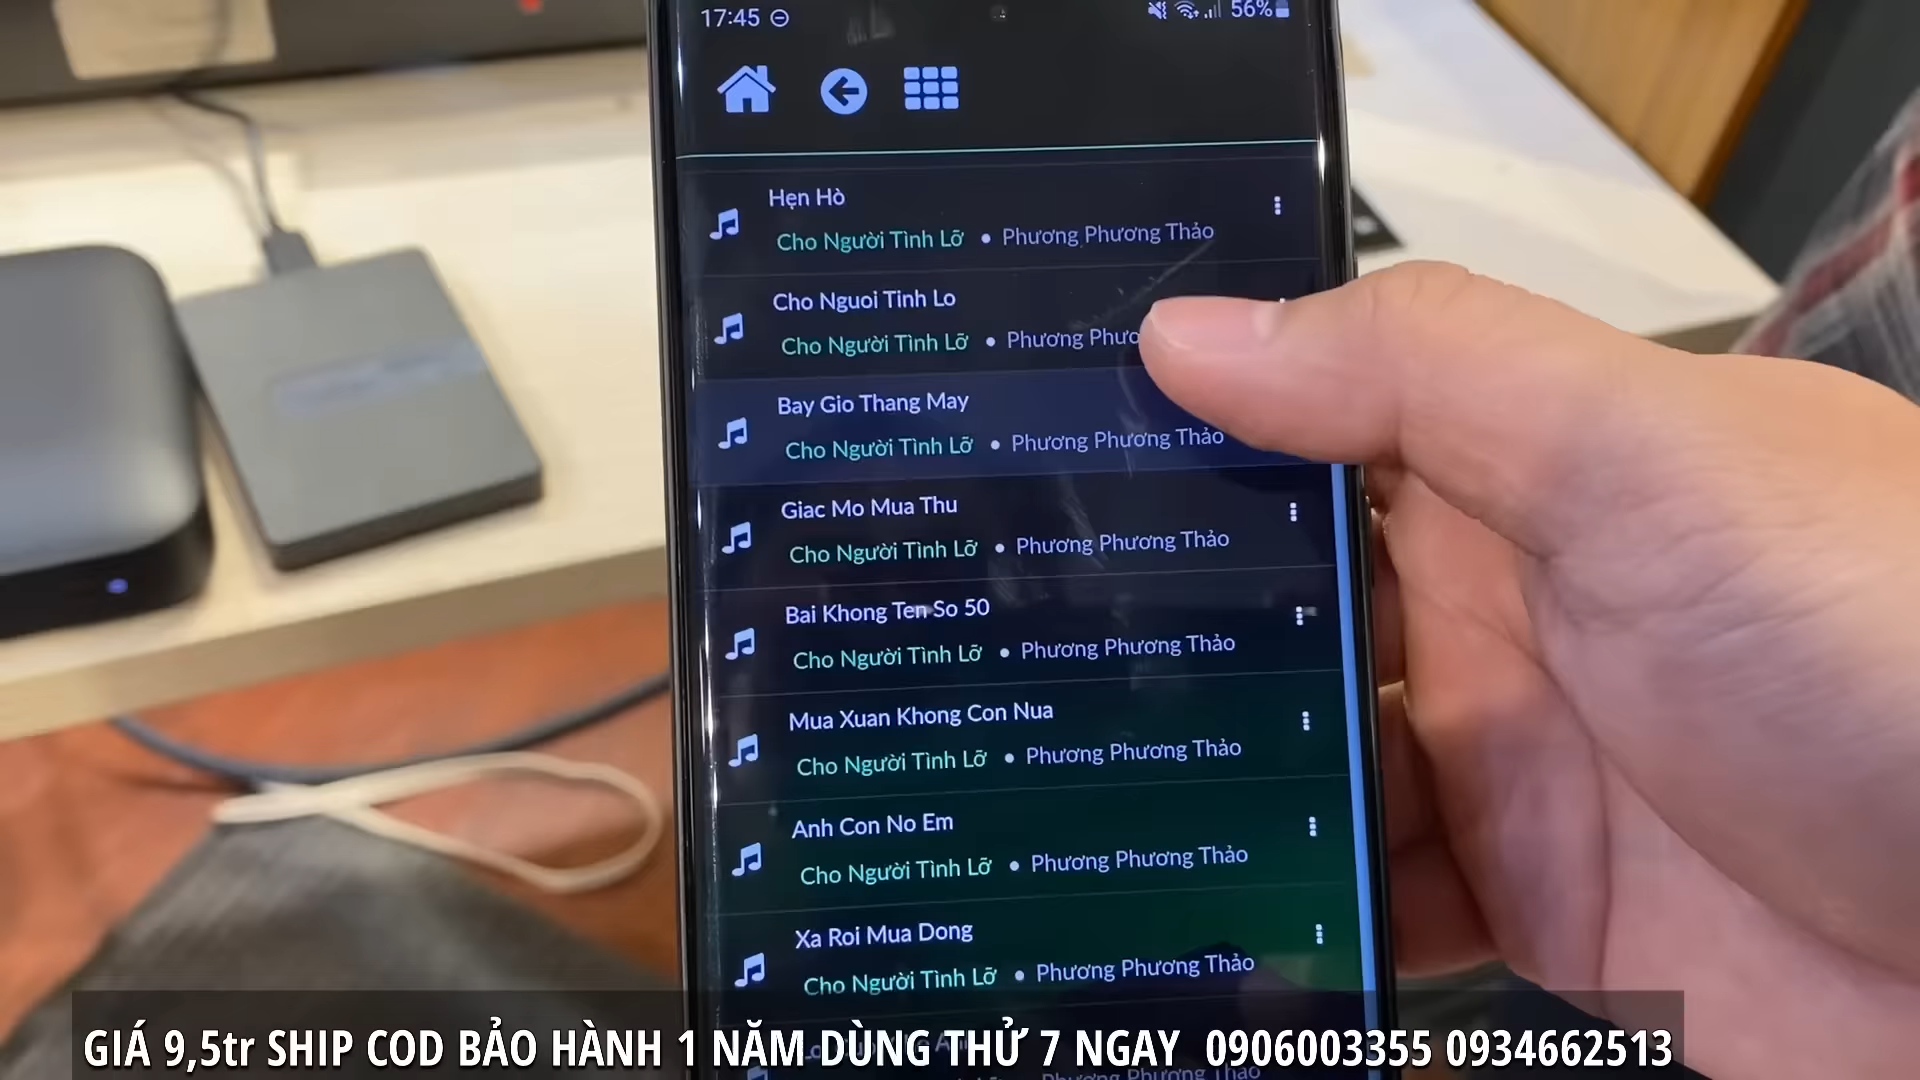 17:45
56%
Hẹn Hò
Cho Người Tình Lỡ • Phương Phương Thảo
Cho Nguoi Tinh Lo
Cho Người Tình Lỡ • Phương
Bay Gio Thang May
Cho Người Tình Lỡ • Phương Phương Thảo
Giac Mo Mua Thu
Cho Người Tình Lỡ • Phương Phương Thảo
Bai Khong Ten So 50
Cho Người Tình Lỡ • Phương Phương Thảo
Mua Xuan Khong Con Nua
Cho Người Tình Lỡ • Phương Phương Thảo
Anh Con No Em
Cho Người Tình Lỡ • Phương Phương Thảo
Xa Roi Mua Dong
Cho Người Tình Lỡ • Phương Phương Thảo
GIÁ 9,5tr SHIP COD BẢO HÀNH 1 NĂM DÙNG THỬ 7 NGAY 0906003355 0934662513